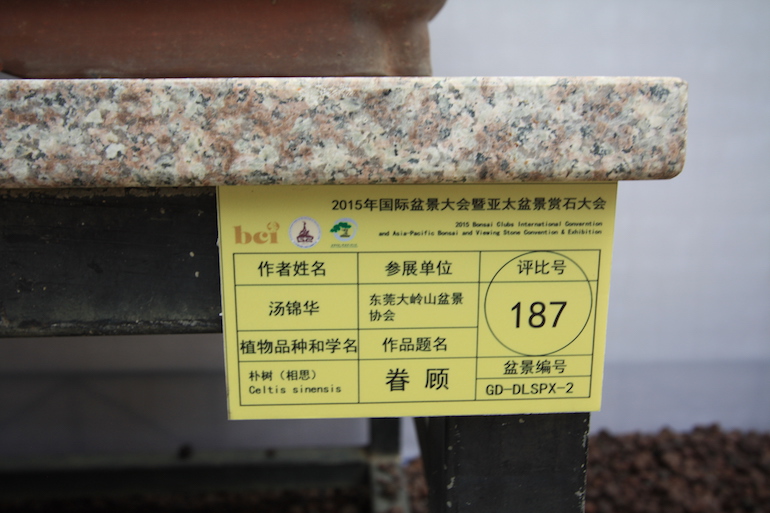 2015年国际盆景大会暨亚太盆景赏石大会
bci
2015 Bonsai Clubs International Convention
and Asia-Pacific Bonsai and Viewing Stone Convention & Exhibition
作者姓名
参展单位
评比号
汤锦华
东莞大岭山盆景
协会
187
植物品种和学名
作品题名
盆景编号
朴树（相思）
Celtis sinensis
眷 顾
GD-DLSPX-2